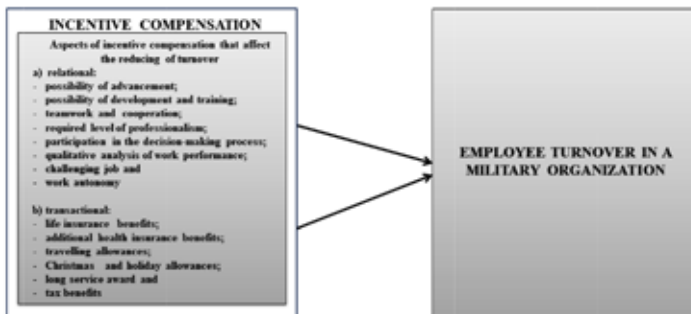 INCENTIVE COMPENSATION
Aspects of incentive compensation that affect
the reducing of turnover
a) relational:
- possibility of advancement;
- possibility of development and training;
- teamwork and cooperation;
- required level of professionalism;
- participation in the decision-making process;
- qualitative analysis of work performance;
- challenging job and
- work autonomy
b) transactional:
- life insurance benefits;
- additional health insurance benefits;
- travelling allowances;
- Christmas and holiday allowances;
- long service award and
- tax benefits
EMPLOYEE TURNOVER IN A
MILITARY ORGANIZATION